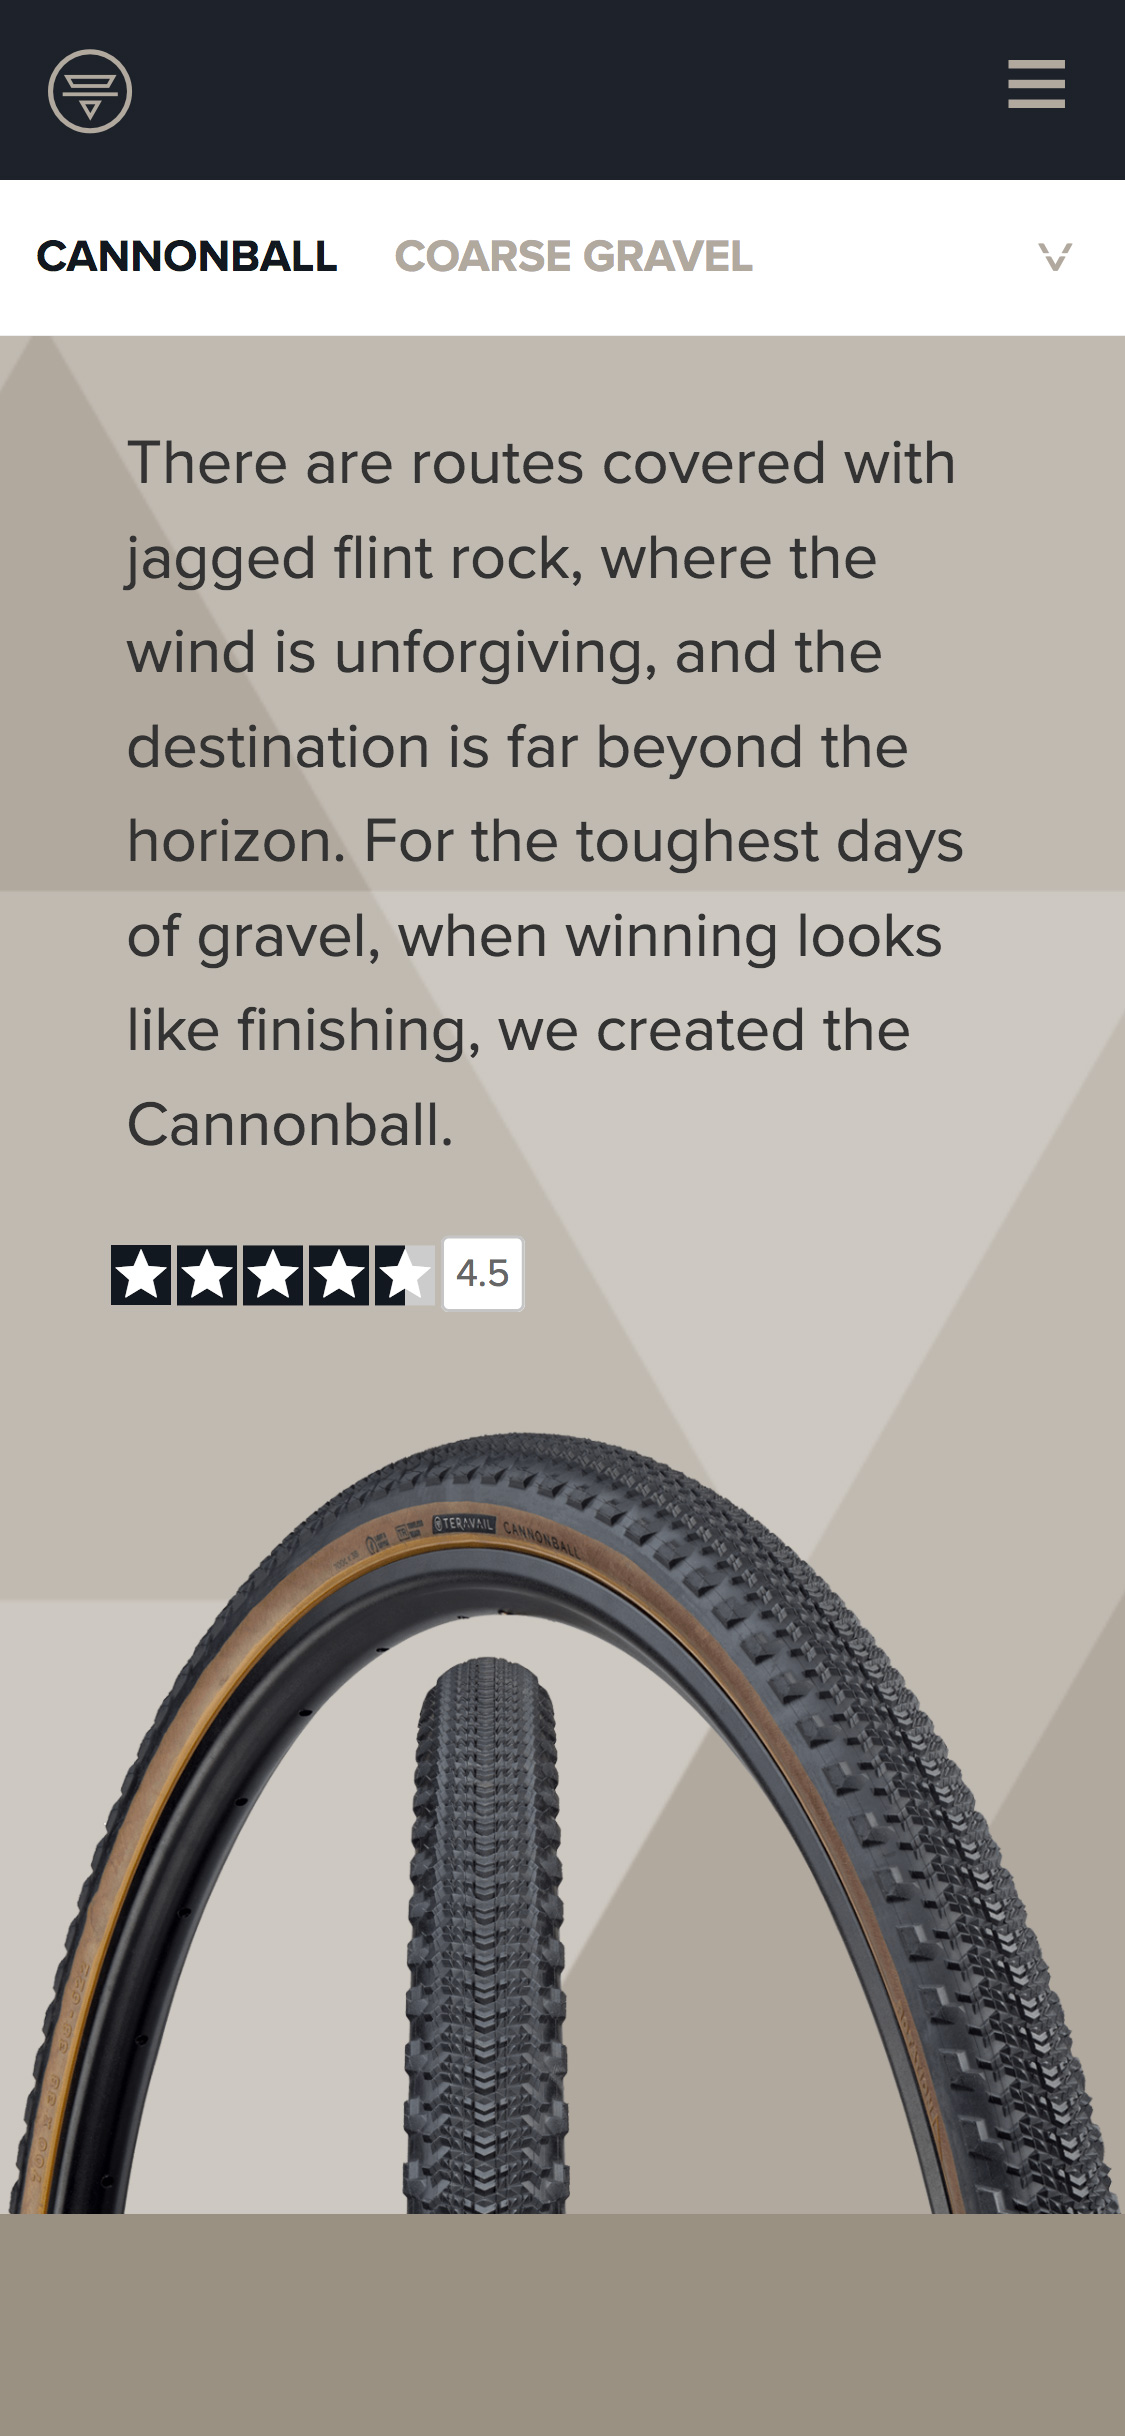 CANNONBALL COARSE GRAVEL
There are routes covered with
jagged flint rock, where the
wind is unforgiving, and the
destination is far beyond the
horizon. For the toughest days
of gravel, when winning looks
like finishing, we created the
Cannonball.
4.5
TERAVAIL CANNONBALL